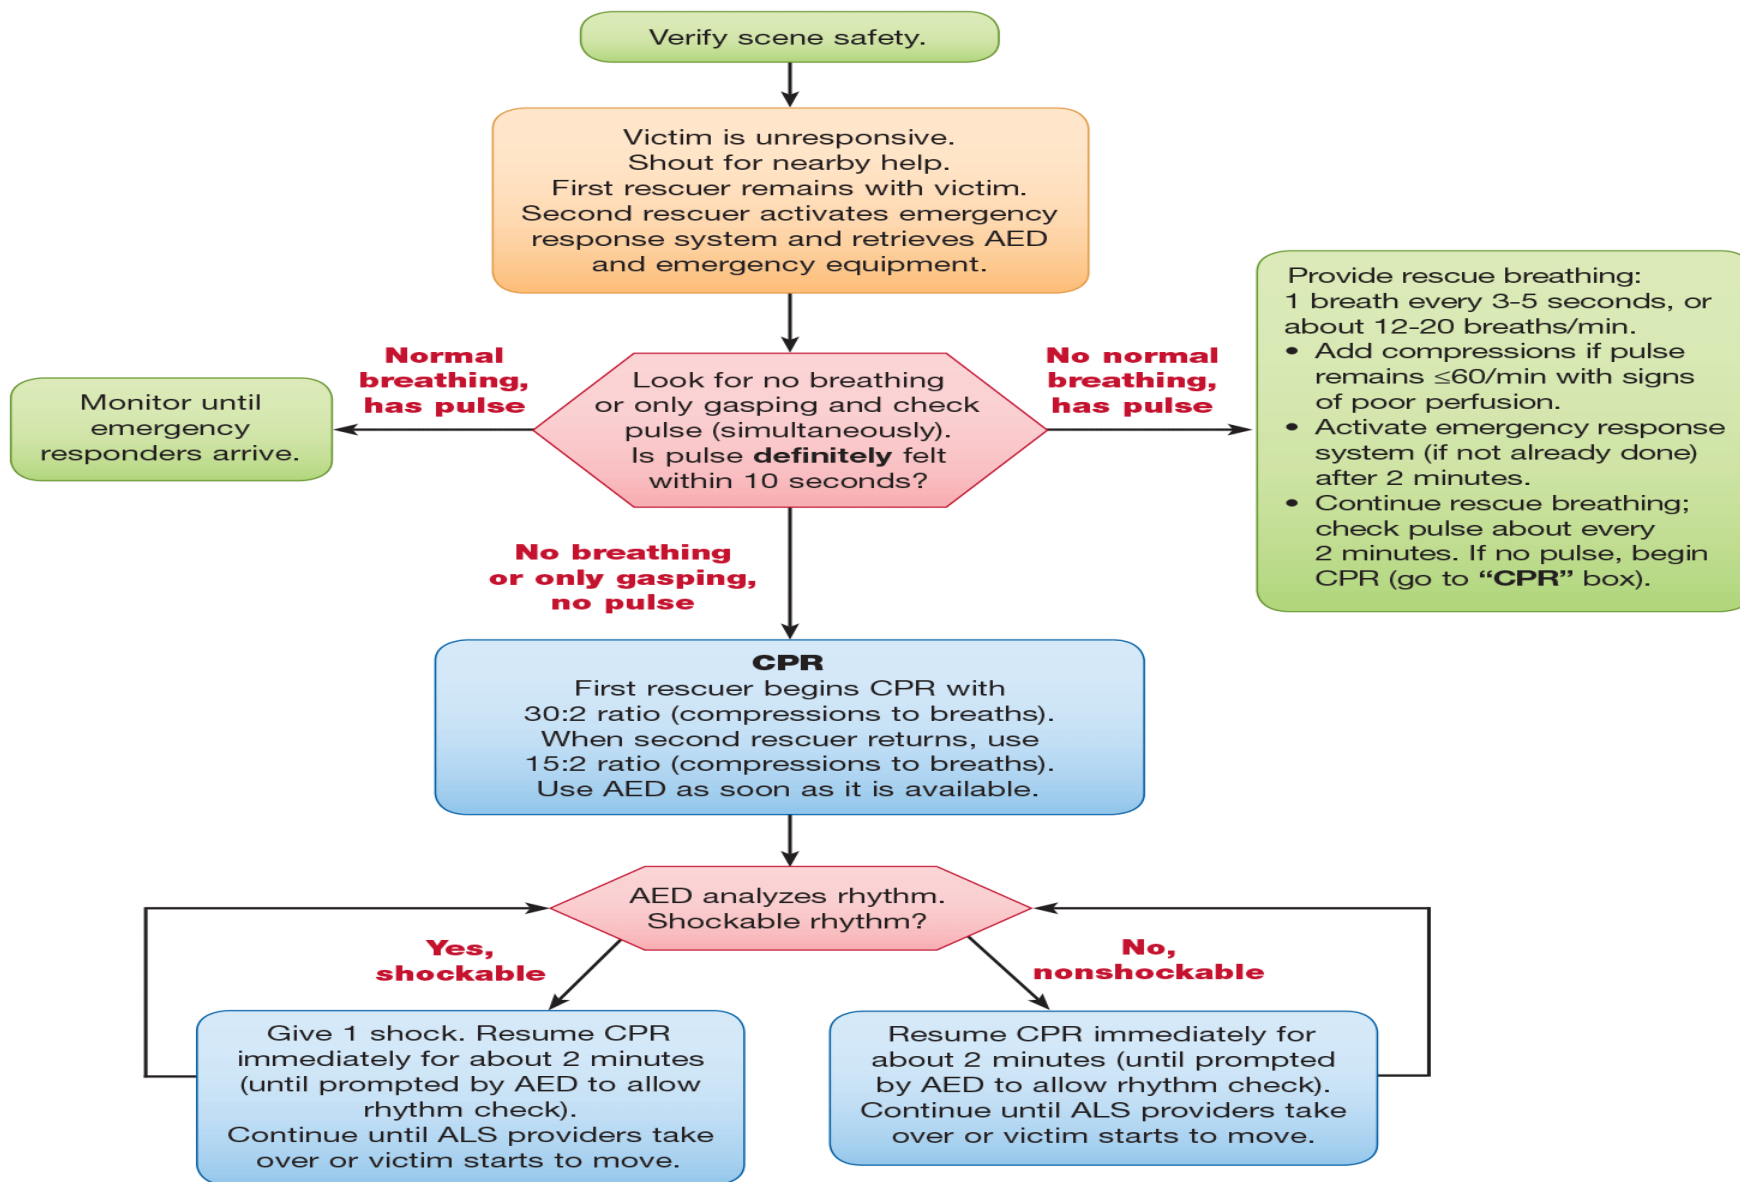 Verify scene safety.
Victim is unresponsive.
Shout for nearby help.
First rescuer remains with victim.
Second rescuer activates emergency
response system and retrieves AED
and emergency equipment.
Normal
breathing,
has pulse
Monitor until
emergency
responders arrive.
Look for no breathing
or only gasping and check
pulse (simultaneously).
Is pulse definitely felt
within 10 seconds?
No normal
breathing,
has pulse
Provide rescue breathing:
1 breath every 3-5 seconds, or
about 12-20 breaths/min.
• Add compressions if pulse
remains ≤60/min with signs
of poor perfusion.
• Activate emergency response
system (if not already done)
after 2 minutes.
• Continue rescue breathing;
check pulse about every
2 minutes. If no pulse, begin
CPR (go to “CPR” box).
No breathing
or only gasping,
no pulse
CPR
First rescuer begins CPR with
30:2 ratio (compressions to breaths).
When second rescuer returns, use
15:2 ratio (compressions to breaths).
Use AED as soon as it is available.
AED analyzes rhythm.
Shockable rhythm?
Yes,
shockable
No,
nonshockable
Give 1 shock. Resume CPR
immediately for about 2 minutes
(until prompted by AED to allow
rhythm check).
Continue until ALS providers take
over or victim starts to move.
Resume CPR immediately for
about 2 minutes (until prompted
by AED to allow rhythm check).
Continue until ALS providers take
over or victim starts to move.